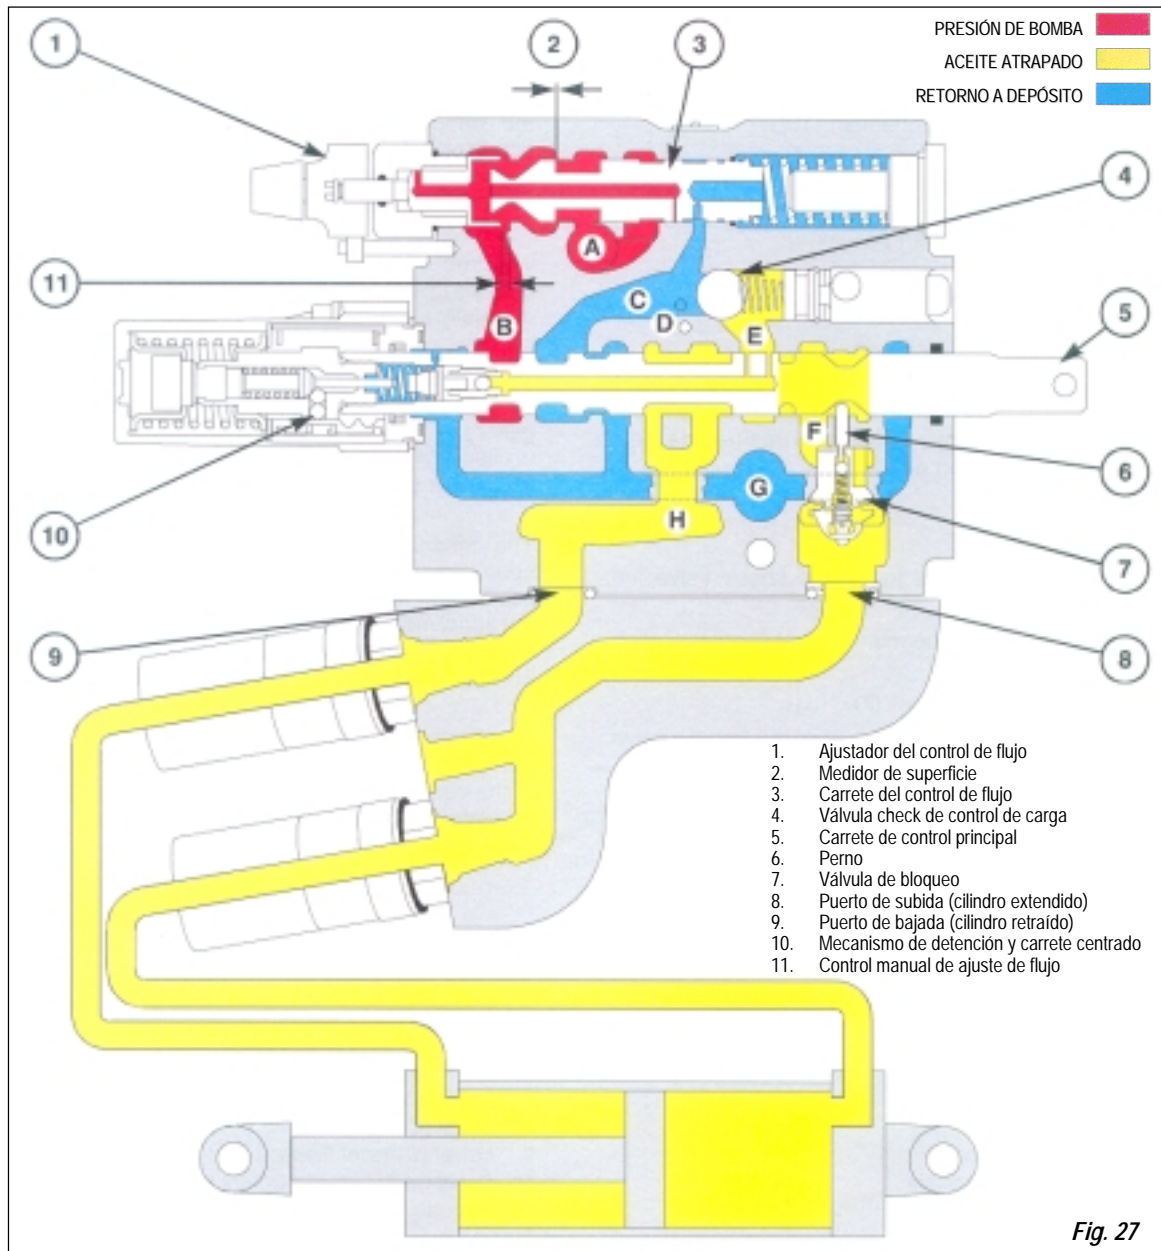 1
2
3
PRESIÓN DE BOMBA
ACEITE ATRAPADO
RETORNO A DEPÓSITO
4
A
11
C
B
D
E
5
F
6
G
10
H
7
9
8
1. Ajustador del control de flujo
2. Medidor de superficie
3. Carrete del control de flujo
4. Válvula check de control de carga
5. Carrete de control principal
6. Perno
7. Válvula de bloqueo
8. Puerto de subida (cilindro extendido)
9. Puerto de bajada (cilindro retraído)
10. Mecanismo de detención y carrete centrado
11. Control manual de ajuste de flujo
Fig. 27